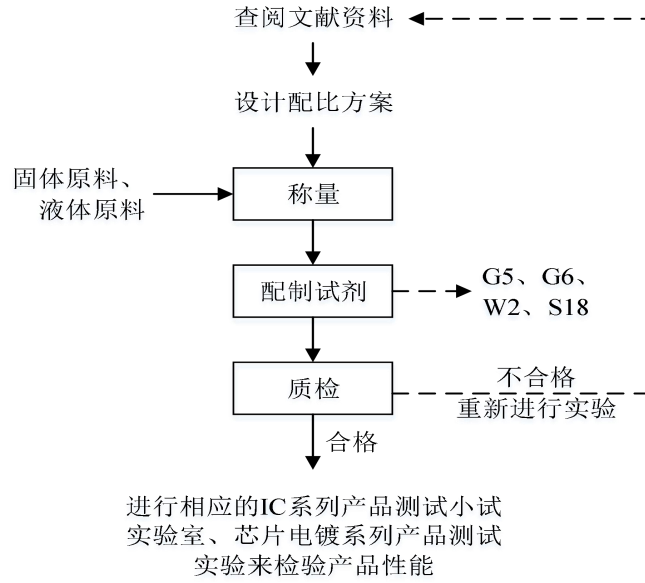 查阅文献资料
设计配比方案
固体原料、
液体原料
称量
配制试剂
G5、G6、
W2、S18
质检
不合格
重新进行实验
合格
进行相应的IC系列产品测试小试
实验室、芯片电镀系列产品测试
实验来检验产品性能